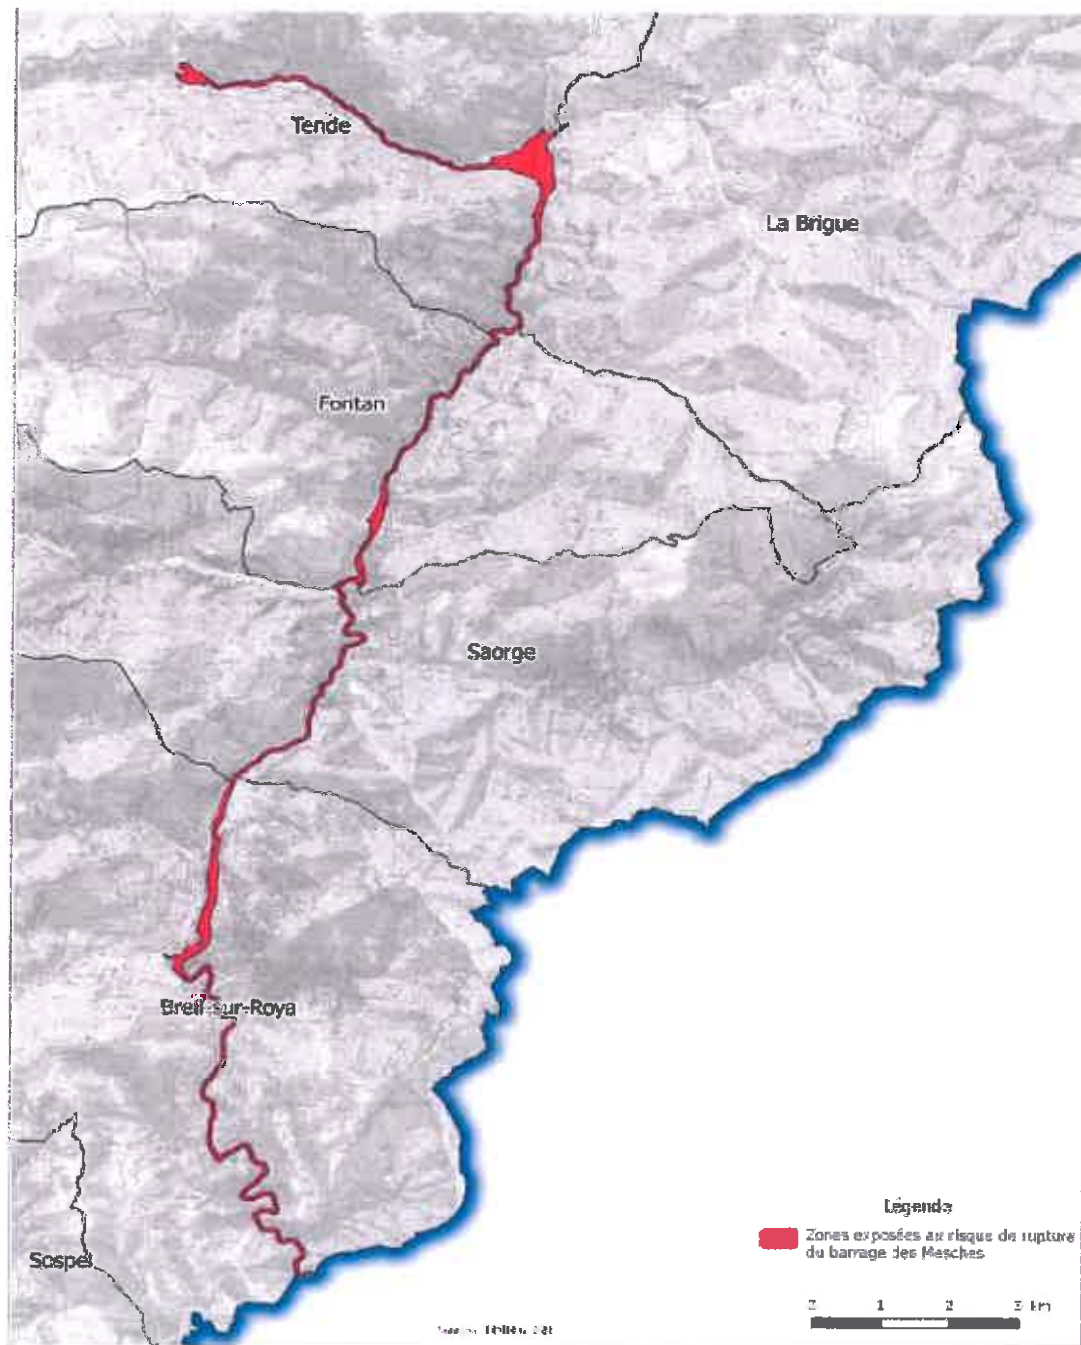 Tende
La Brigue
Fontan
Saorge
Breil-sur-Roya
Sospel
Légende
Zones exposées au risque de rupture
du barrage des Mesches
1 2 3 km